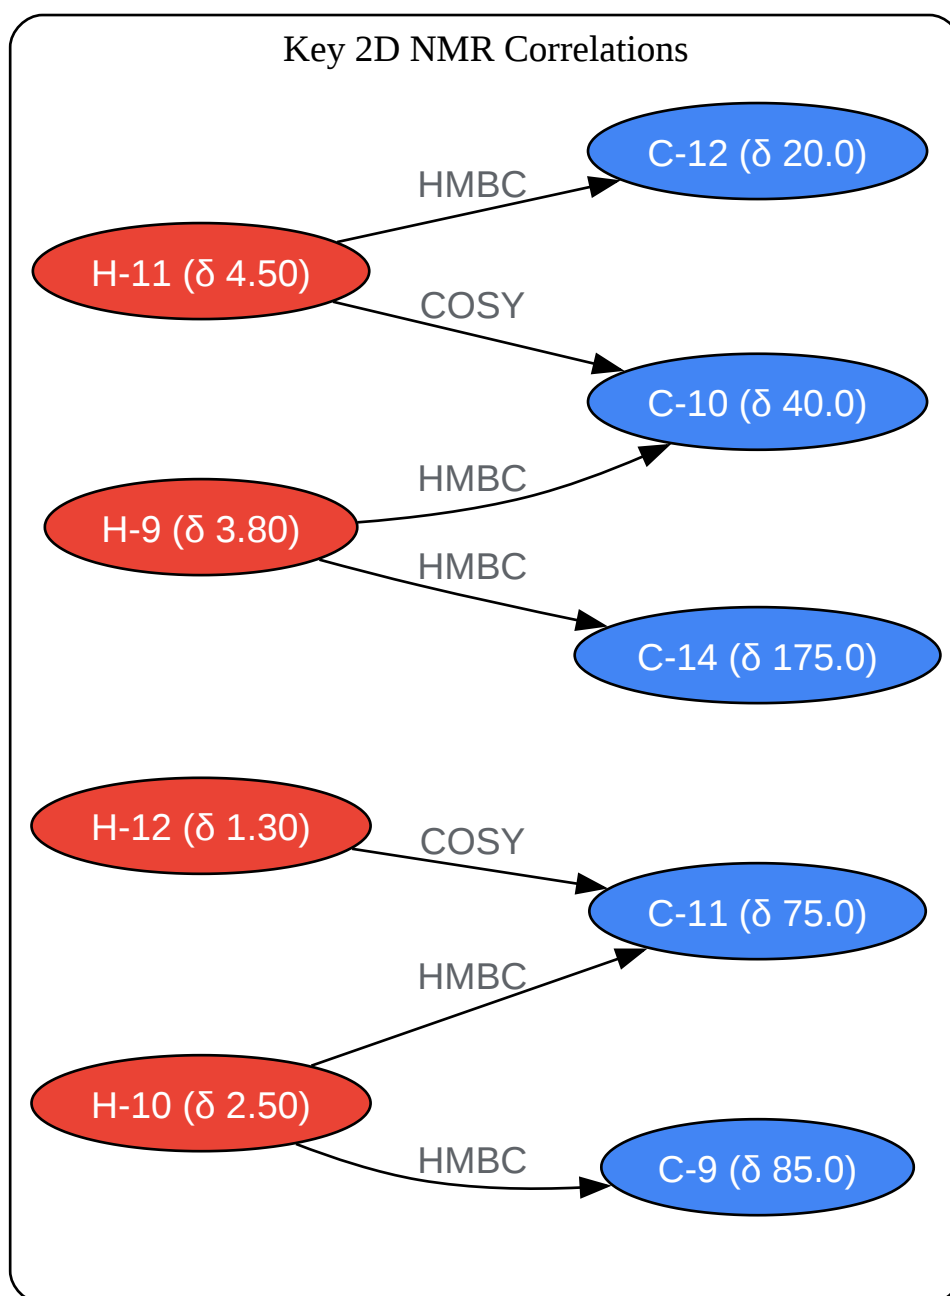 Key 2D NMR Correlations
C-12 (δ 20.0)
HMBC
H-11 (δ 4.50)
COSY
C-10 (δ 40.0)
HMBC
H-9 (δ 3.80)
HMBC
C-14 (δ 175.0)
H-12 (δ 1.30)
COSY
C-11 (δ 75.0)
HMBC
H-10 (δ 2.50)
HMBC
C-9 (δ 85.0)